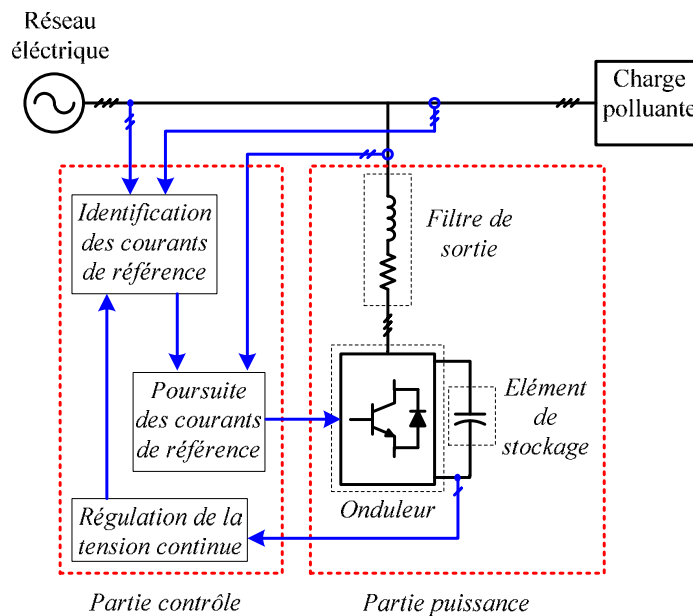 Réseau
éléctrique
Charge
polluante
Identification
des courants
de référence
Filtre de
sortie
Poursuite
des courants
de référence
Elément
de
stockage
Onduleur
Régulation de la
tension continue
Partie contrôle
Partie puissance